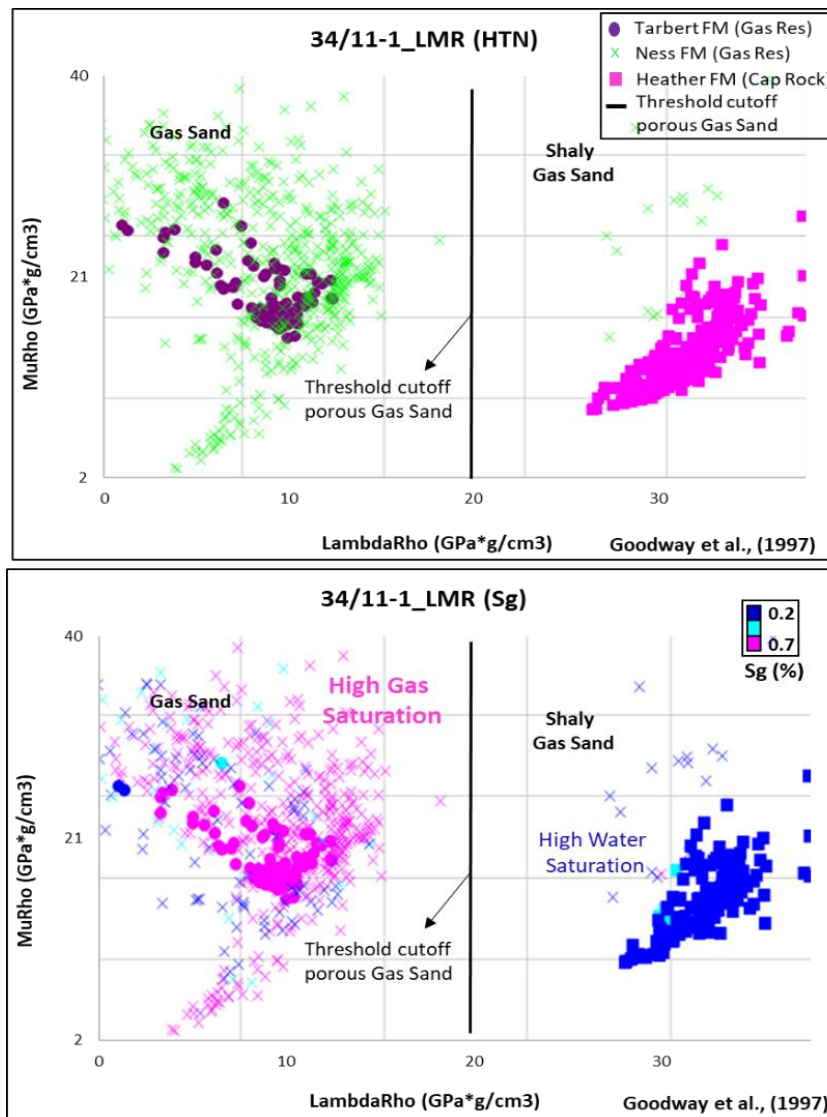 34/11-1_LMR (HTN)
Tarbert FM (Gas Res)
Ness FM (Gas Res)
Heather FM (Cap Rock)
Threshold cutoff
porous Gas Sand
40
Gas Sand
Shaly
Gas Sand
MuRho (GPa*g/cm3)
21
Threshold cutoff
porous Gas Sand
2
0
10
20
30
LambdaRho (GPa*g/cm3)
Goodway et al., (1997)
34/11-1_LMR (Sg)
0.2
0.7
Sg (%)
40
Gas Sand
High Gas
Saturation
Shaly
Gas Sand
MuRho (GPa*g/cm3)
21
High Water
Saturation
Threshold cutoff
porous Gas Sand
2
0
10
20
30
LambdaRho (GPa*g/cm3)
Goodway et al., (1997)